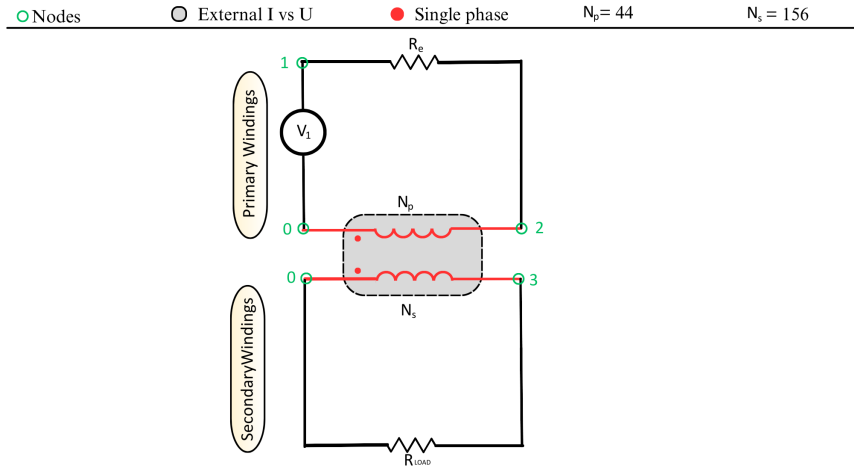 Nodes External I vs U Single phase Nₚ= 44 Nₛ = 156
Rₑ
1
V₁
Primary Windings
Nₚ
0 2
0 3
Nₛ
SecondaryWindings
R LOAD